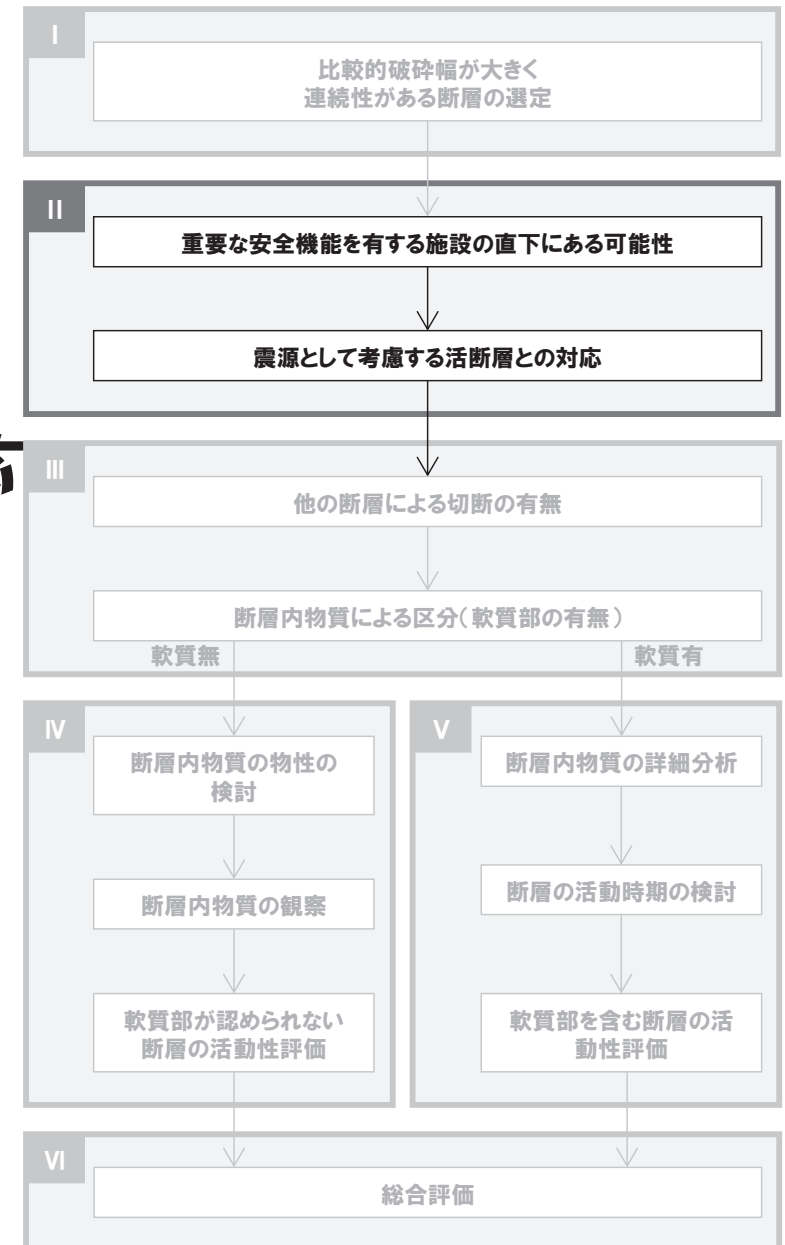 I
比較的破砕幅が大きく
連続性がある断層の選定
II
重要な安全機能を有する施設の直下にある可能性
震源として考慮する活断層との対応
III
他の断層による切断の有無
断層内物質による区分(軟質部の有無)
軟質無
軟質有
IV
断層内物質の物性の
検討
断層内物質の観察
軟質部が認められない
断層の活動性評価
V
断層内物質の詳細分析
断層の活動時期の検討
軟質部を含む断層の活
動性評価
VI
総合評価